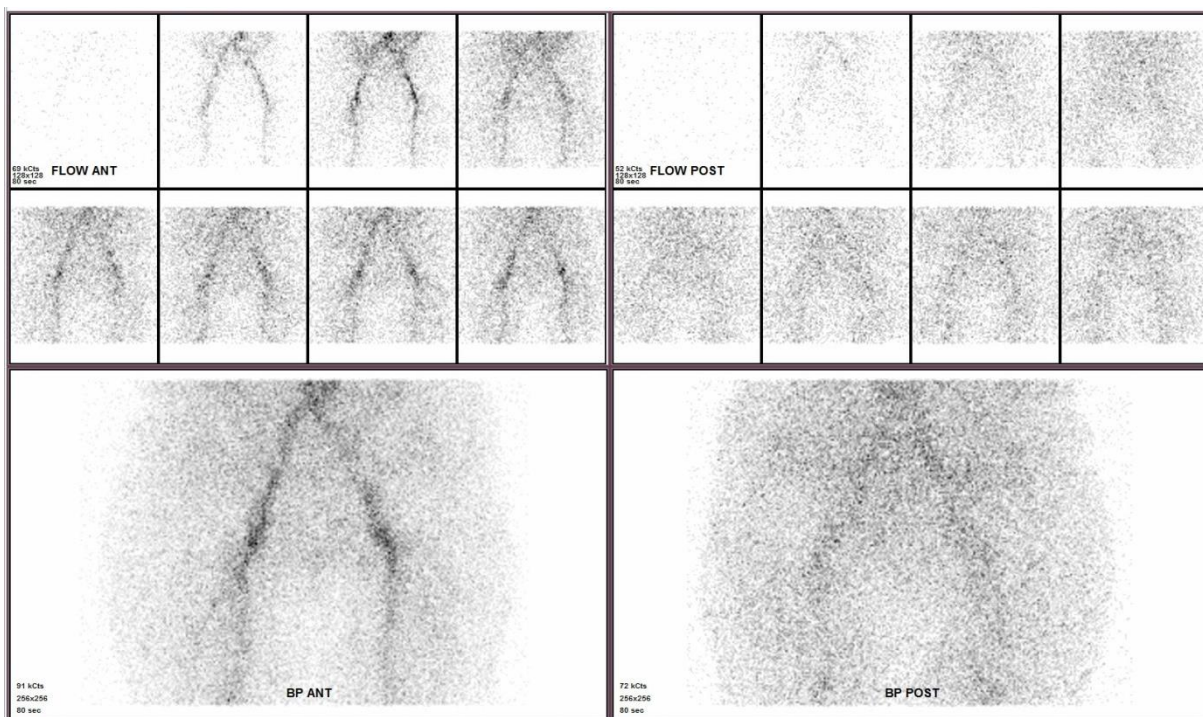 FLOW ANT
69 kCts
128x128
80 sec
FLOW POST
52 kCts
128x128
80 sec
BP ANT
91 kCts
256x256
80 sec
BP POST
72 kCts
256x256
80 sec